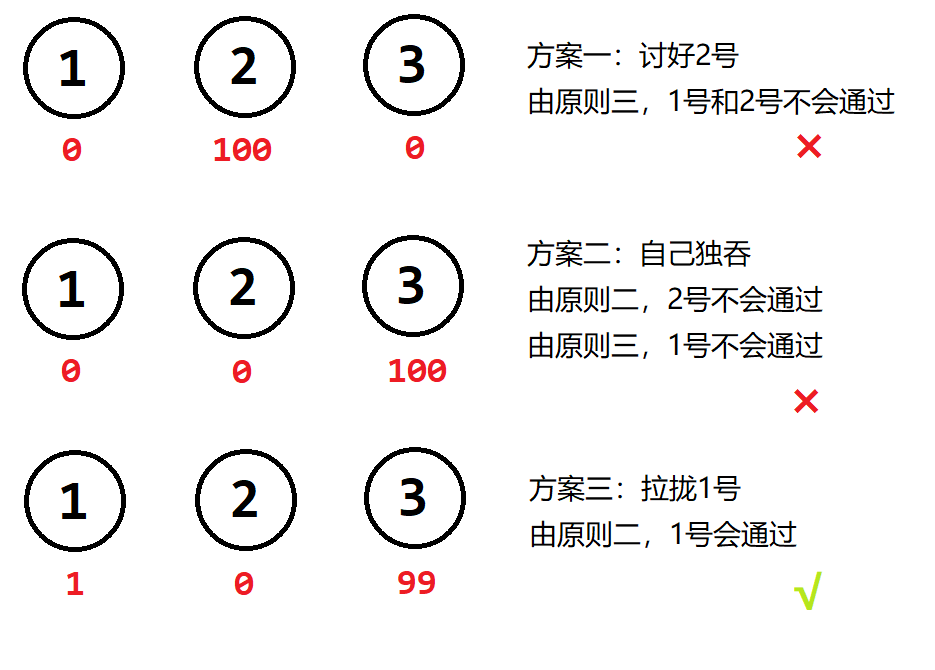 1 2 3
0 100 0
方案一：讨好2号
由原则三，1号和2号不会通过
×
1 2 3
0 0 100
方案二：自己独吞
由原则二，2号不会通过
由原则三，1号不会通过
×
1 2 3
1 0 99
方案三：拉拢1号
由原则二，1号会通过
√